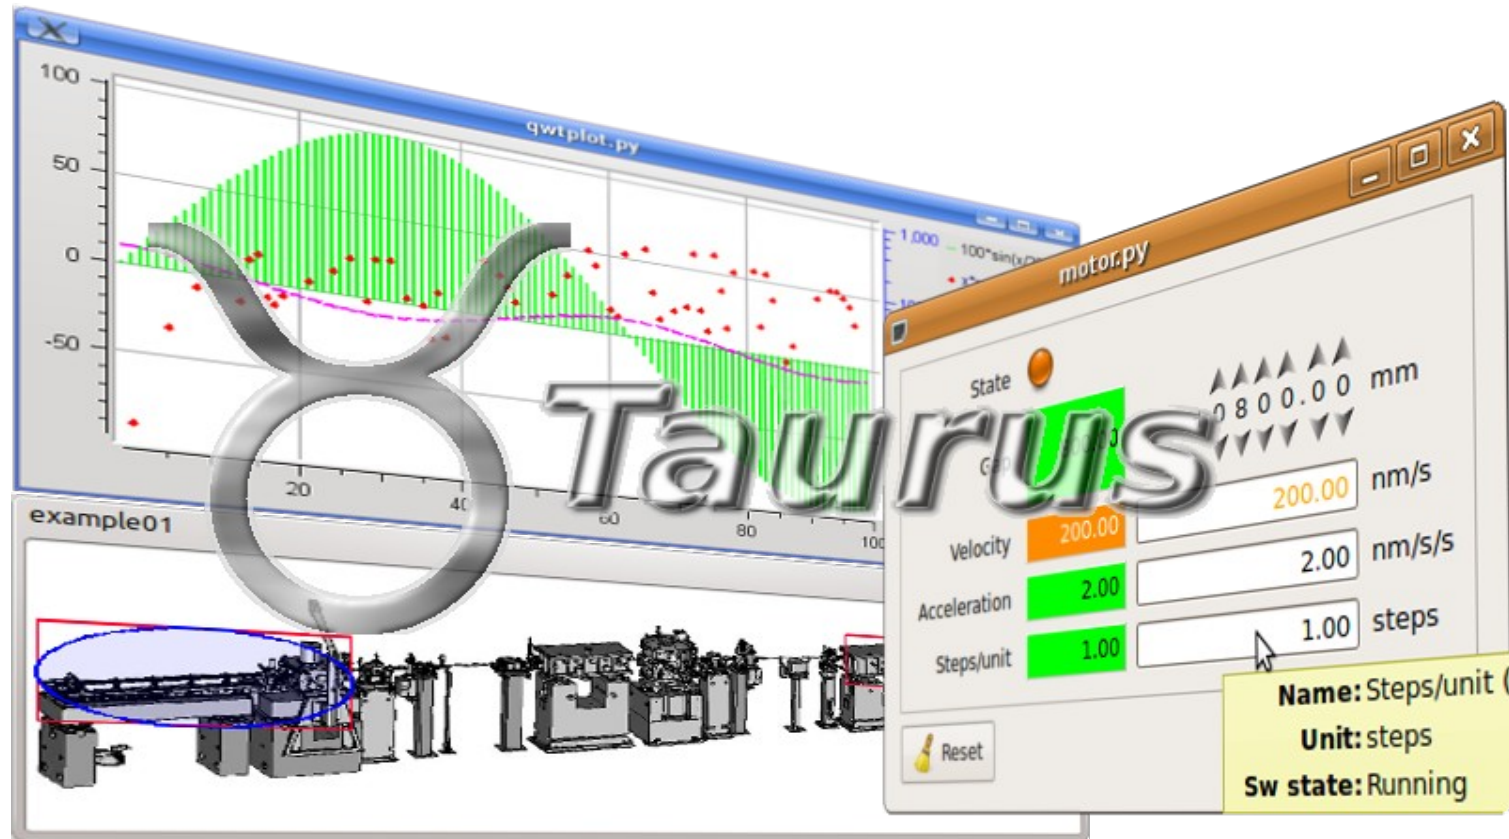 qwtplot.py
100
50
0
-50
20
40
60
80
100
1,000
100*sin(x/
Taurus
example01
motor.py
State
0800.00 mm
Gap
Velocity 200.00 200.00 nm/s
Acceleration 2.00 2.00 nm/s/s
Steps/unit 1.00 1.00 steps
Reset
Name: Steps/unit (
Unit: steps
Sw state: Running